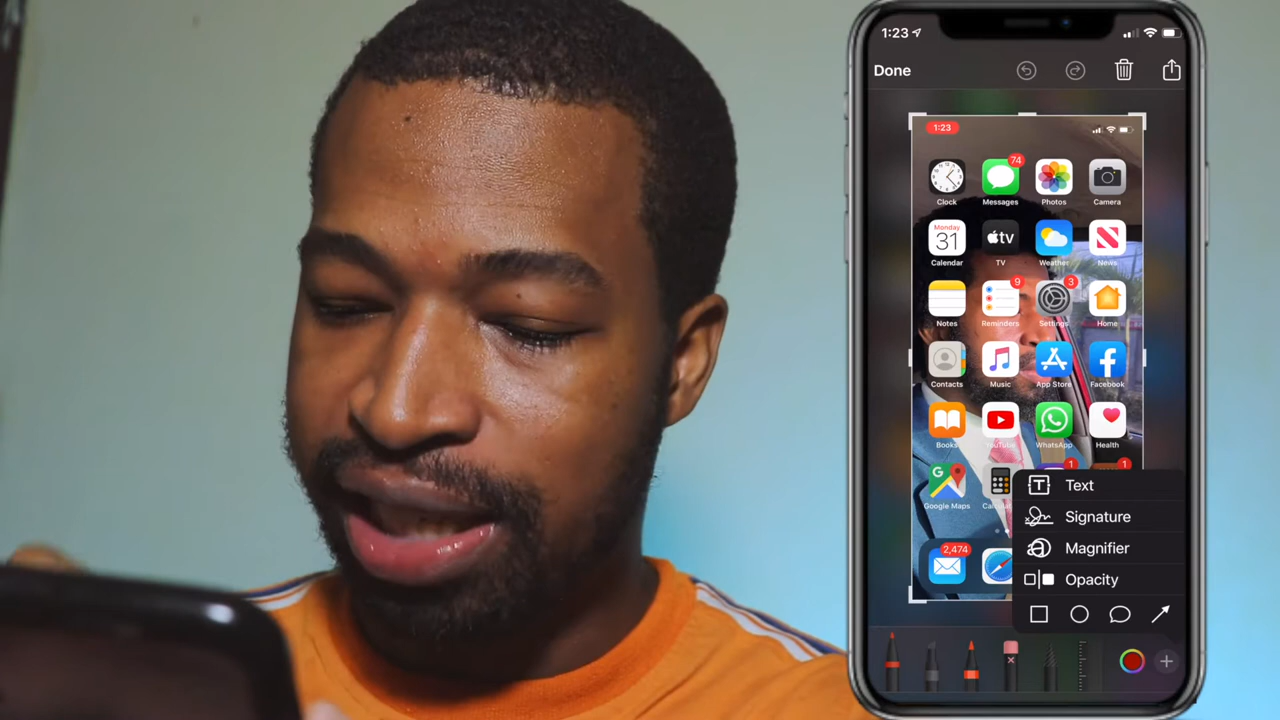 1:23
Done
1:23
74
Clock Messages Photos Camera
Monday
31
tv
Calendar TV Weather News
9 3
Notes Reminders Settings Home
Contacts Music App Store Facebook
Books YouTube WhatsApp Health
1 1
G
Google Maps
Text
Signature
Magnifier
Opacity
2,474